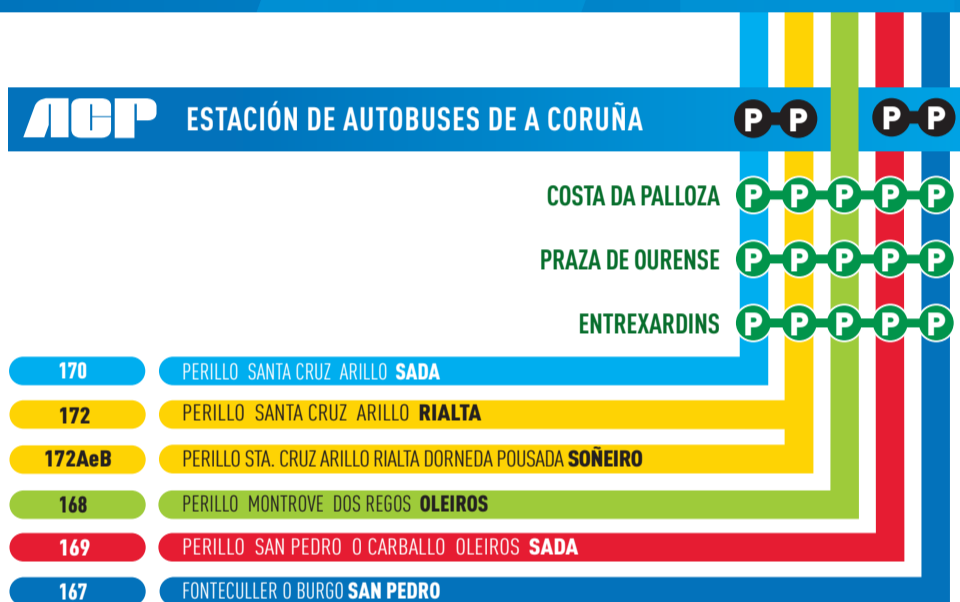 ACP ESTACIÓN DE AUTOBUSES DE A CORUÑA P P P P
COSTA DA PALLOZA P P P P P
PRAZA DE OURENSE P P P P P
ENTREXARDINS P P P P P
170 PERILLO SANTA CRUZ ARILLO SADA
172 PERILLO SANTA CRUZ ARILLO RIALTA
172AeB PERILLO STA. CRUZ ARILLO RIALTA DORNEDA POUSADA SOÑEIRO
168 PERILLO MONTROVE DOS REGOS OLEIROS
169 PERILLO SAN PEDRO O CARBALLO OLEIROS SADA
167 FONTECULLER O BURGO SAN PEDRO